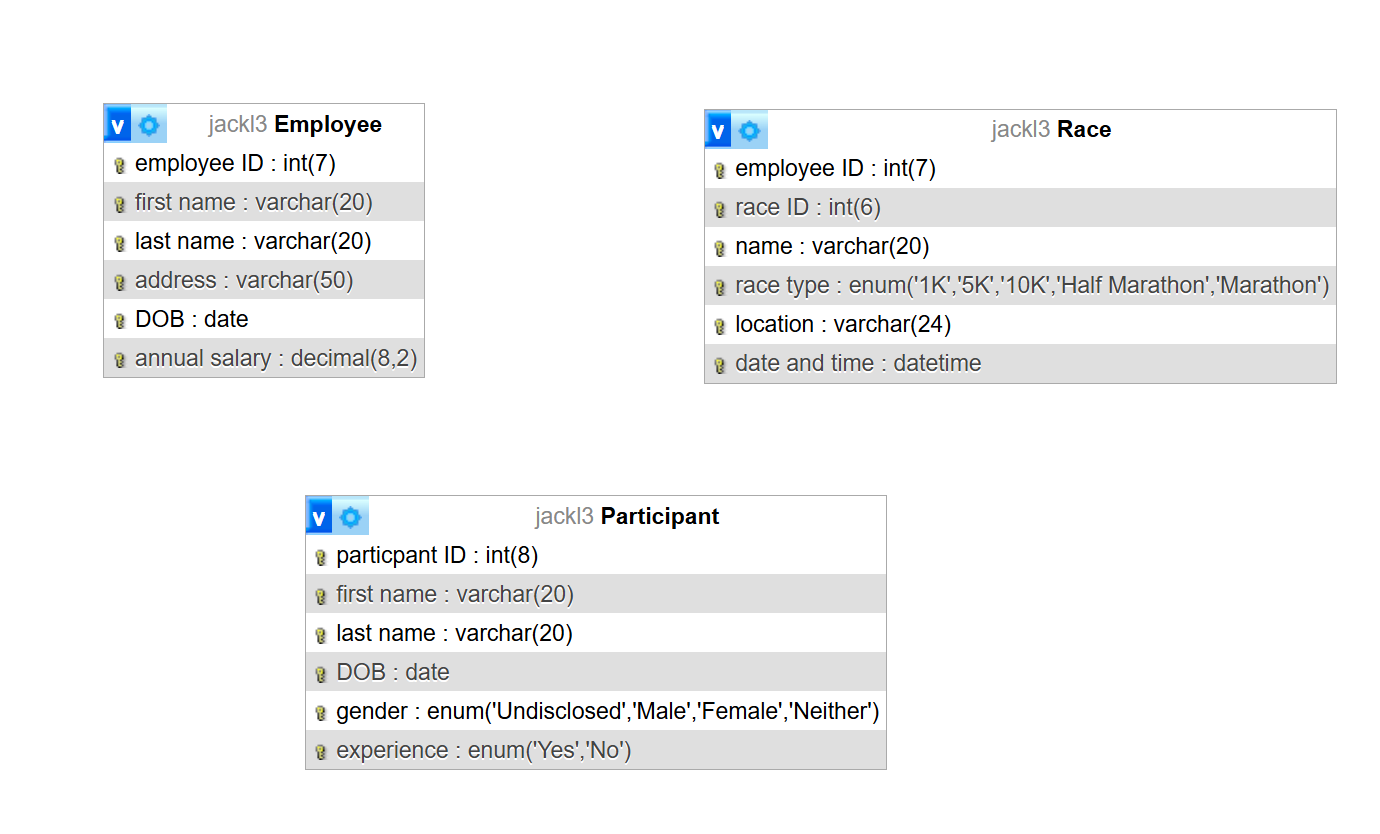 v jackl3 Employee
employee ID : int(7)
first name : varchar(20)
last name : varchar(20)
address : varchar(50)
DOB : date
annual salary : decimal(8,2)
v jackl3 Race
employee ID : int(7)
race ID : int(6)
name : varchar(20)
race type : enum('1K','5K','10K','Half Marathon','Marathon')
location : varchar(24)
date and time : datetime
v jackl3 Participant
particpant ID : int(8)
first name : varchar(20)
last name : varchar(20)
DOB : date
gender : enum('Undisclosed','Male','Female','Neither')
experience : enum('Yes','No')